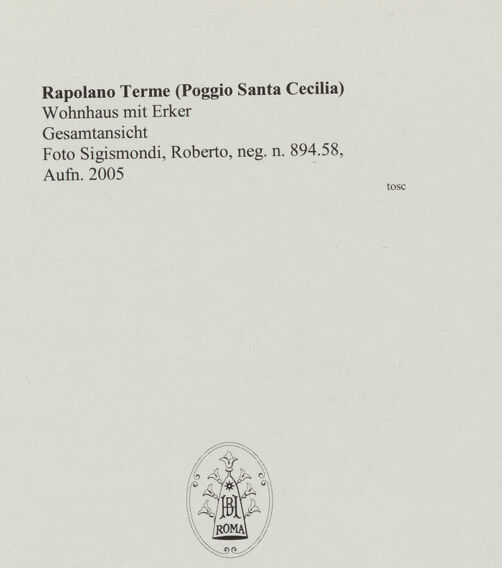 Rapolano Terme (Poggio Santa Cecilia)
Wohnhaus mit Erker
Gesamtansicht
Foto Sigismondi, Roberto, neg. n. 894.58,
Aufn. 2005
tosc
BH
ROMA